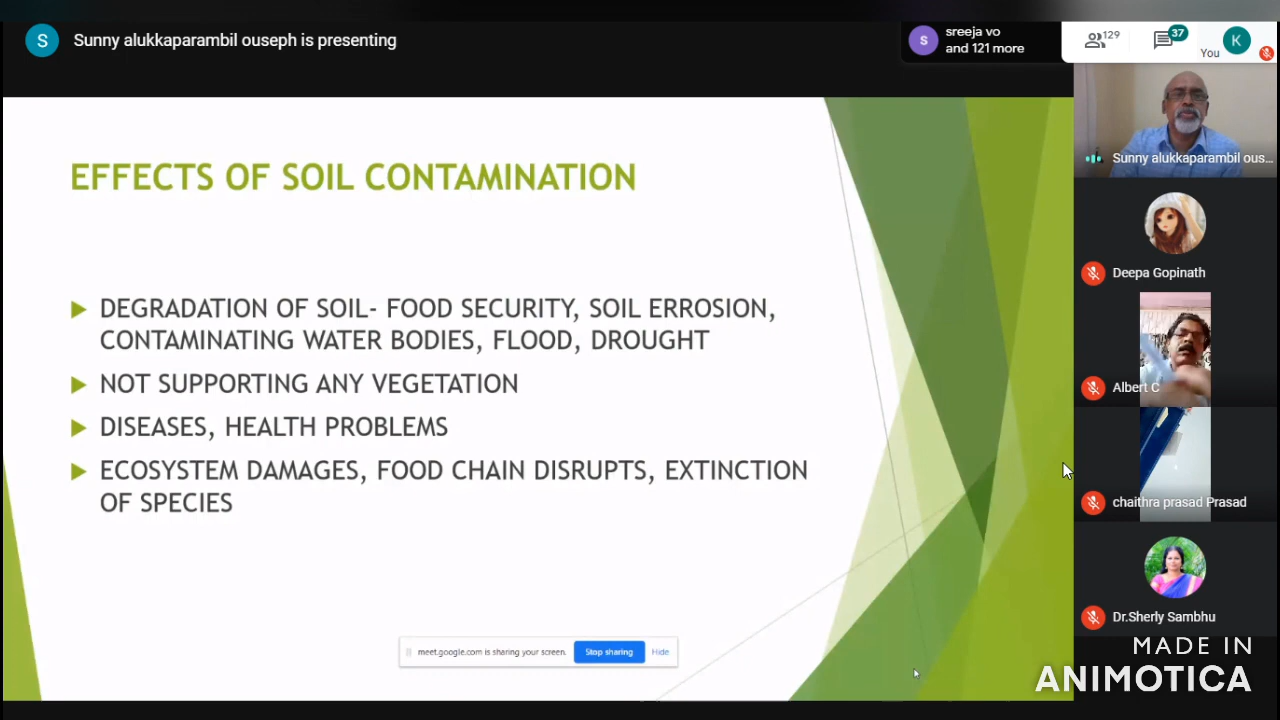 S
Sunny alukkaparambil ouseph is presenting
S
sreeja vo
and 121 more
129
37
You
K
EFFECTS OF SOIL CONTAMINATION
DEGRADATION OF SOIL- FOOD SECURITY, SOIL ERROSION,
CONTAMINATING WATER BODIES, FLOOD, DROUGHT
NOT SUPPORTING ANY VEGETATION
DISEASES, HEALTH PROBLEMS
ECOSYSTEM DAMAGES, FOOD CHAIN DISRUPTS, EXTINCTION
OF SPECIES
meet.google.com is sharing your screen.
Stop sharing
Hide
Sunny alukkaparambil ous...
Deepa Gopinath
Albert C
chaithra prasad Prasad
Dr.Sherly Sambhu
MADE IN
ANIMOTICA